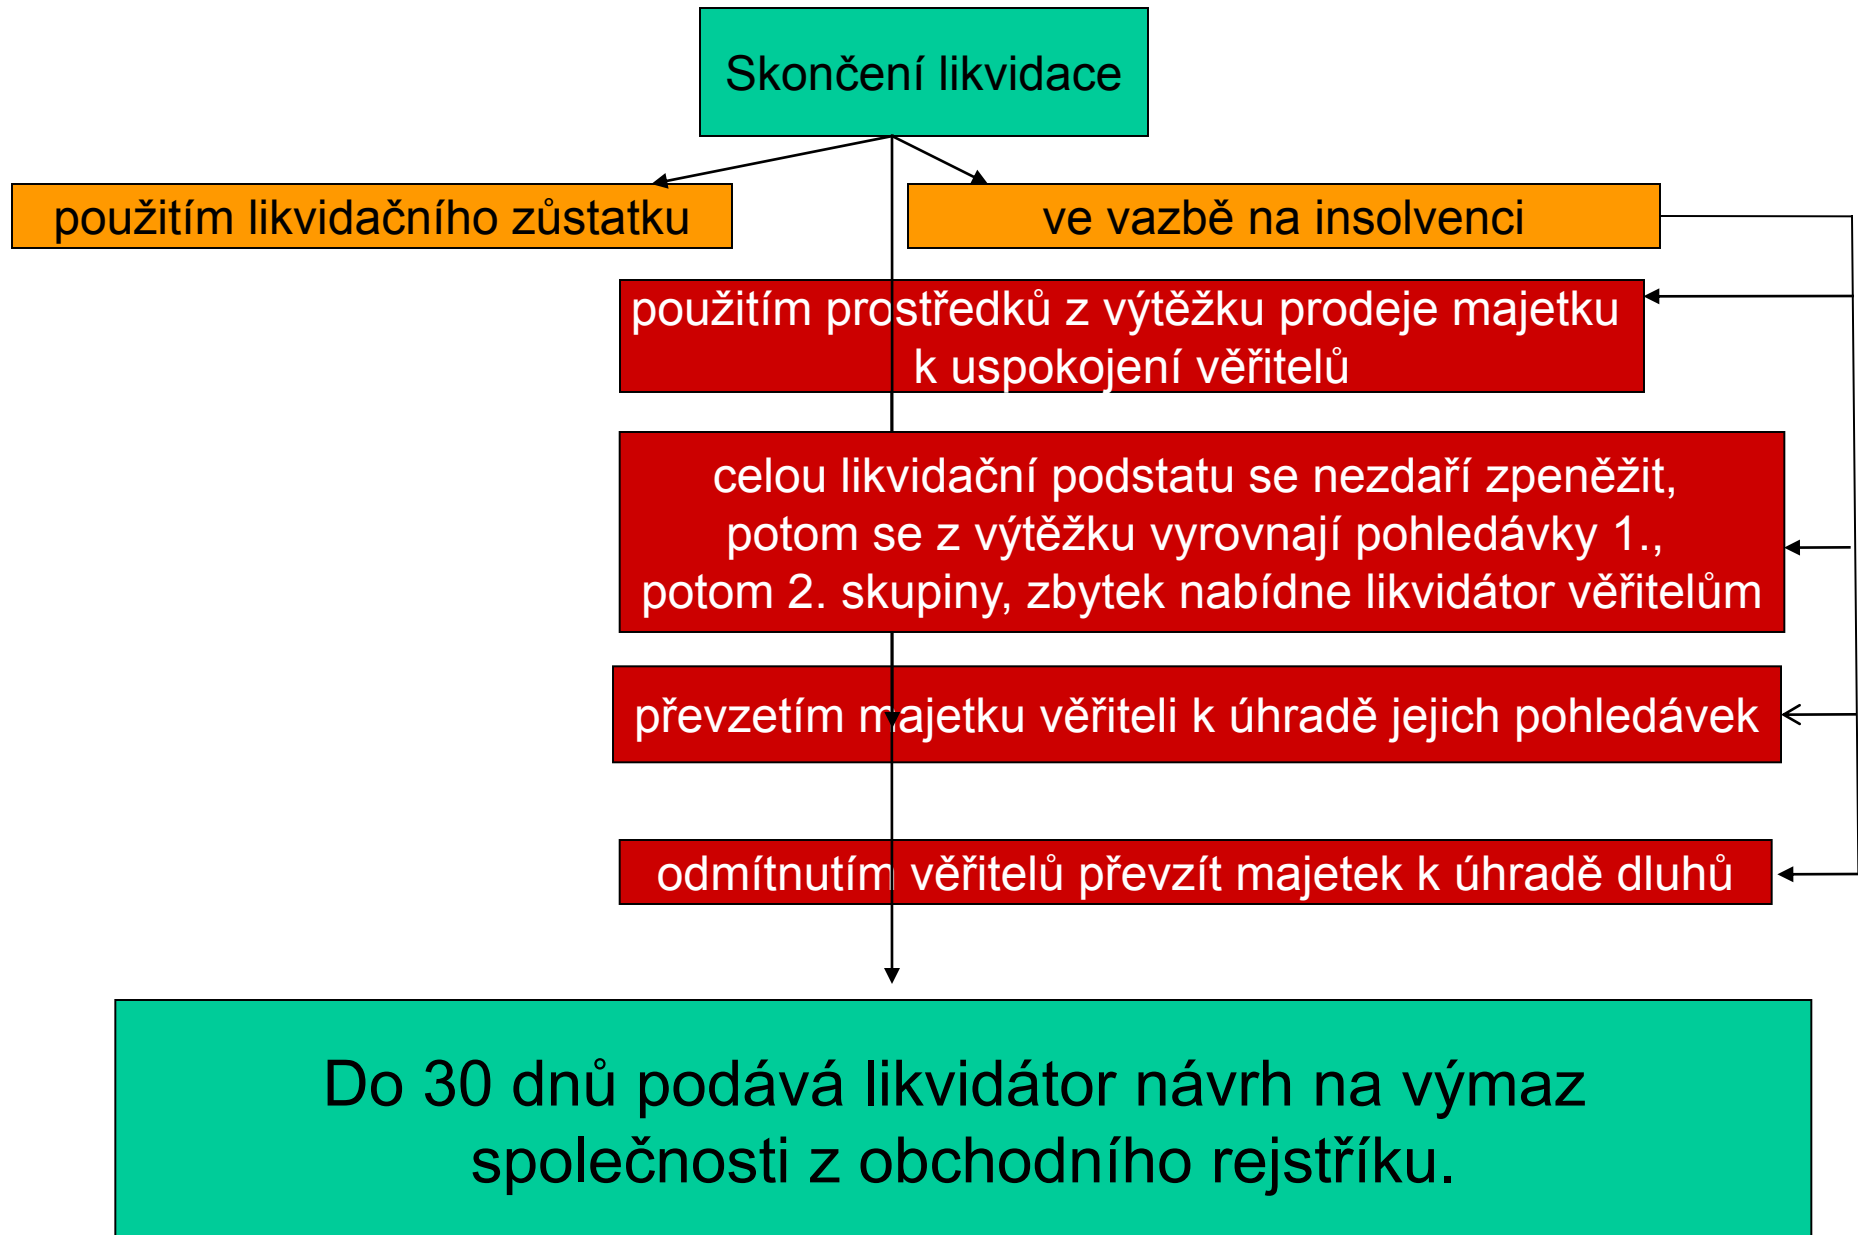 Skončení likvidace
použitím likvidačního zůstatku
ve vazbě na insolvenci
použitím prostředků z výtěžku prodeje majetku
k uspokojení věřitelů
celou likvidační podstatu se nezdaří zpeněžit,
potom se z výtěžku vyrovnají pohledávky 1.,
potom 2. skupiny, zbytek nabídne likvidátor věřitelům
převzetím majetku věřiteli k úhradě jejich pohledávek
odmítnutím věřitelů převzít majetek k úhradě dluhů
Do 30 dnů podává likvidátor návrh na výmaz
společnosti z obchodního rejstříku.